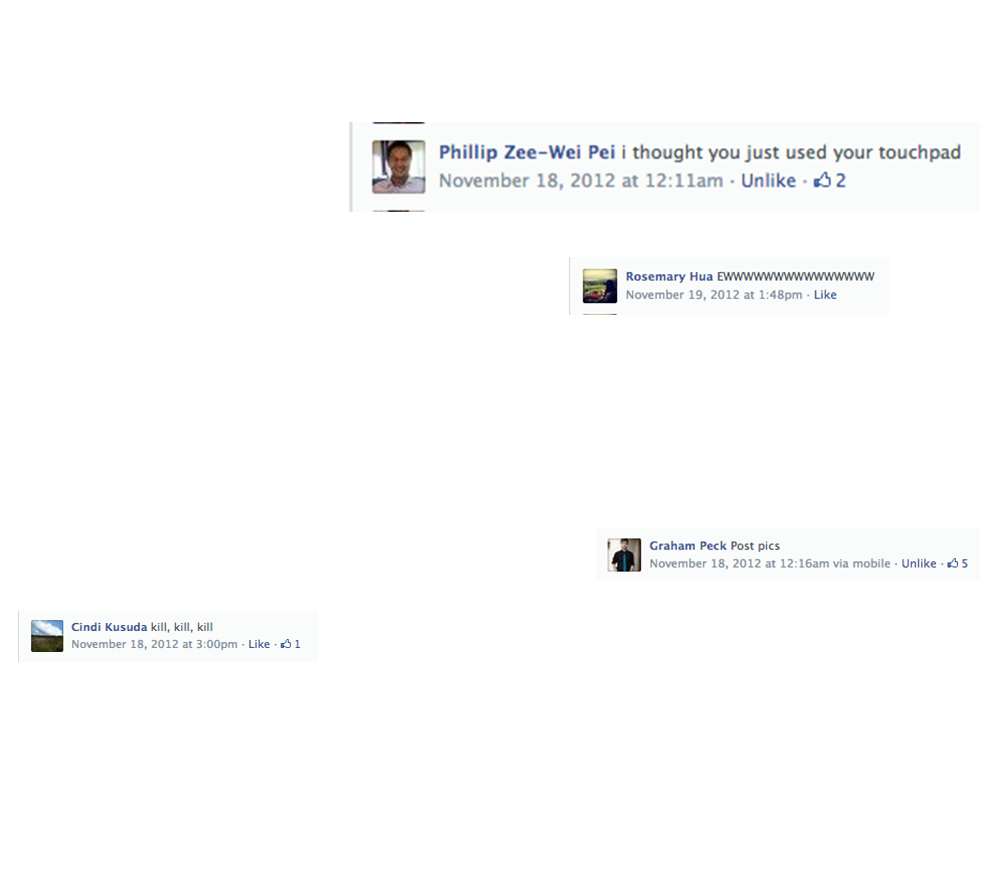 Phillip Zee-Wei Pei i thought you just used your touchpad
November 18, 2012 at 12:11am · Unlike · 2
Rosemary Hua EWWWWWWWWWWWWWWW
November 19, 2012 at 1:48pm · Like
Graham Peck Post pics
November 18, 2012 at 12:16am via mobile · Unlike · 5
Cindi Kusuda kill, kill, kill
November 18, 2012 at 3:00pm · Like · 1